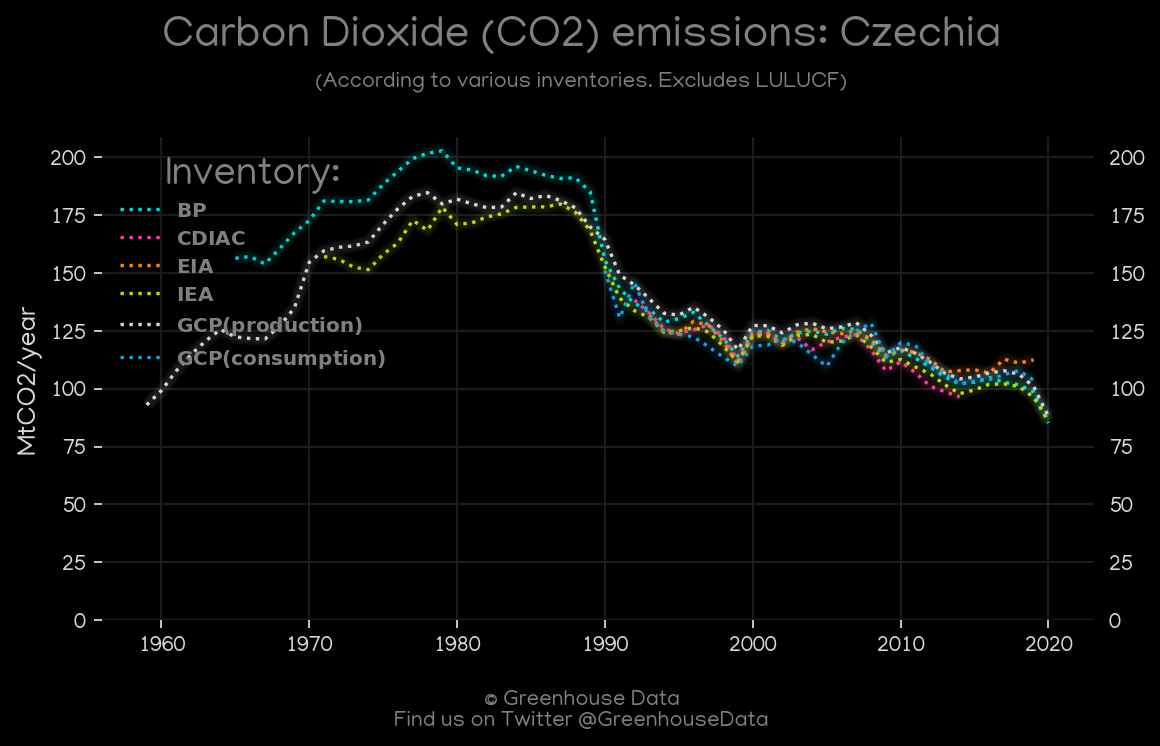 Carbon Dioxide (CO2) emissions: Czechia
(According to various inventories. Excludes LULUCF)
Inventory:
BP
CDIAC
EIA
IEA
GCP(production)
GCP(consumption)
MtCO2/year
200
175
150
125
100
75
50
25
0
200
175
150
125
100
75
50
25
0
1960 1970 1980 1990 2000 2010 2020
© Greenhouse Data
Find us on Twitter @GreenhouseData